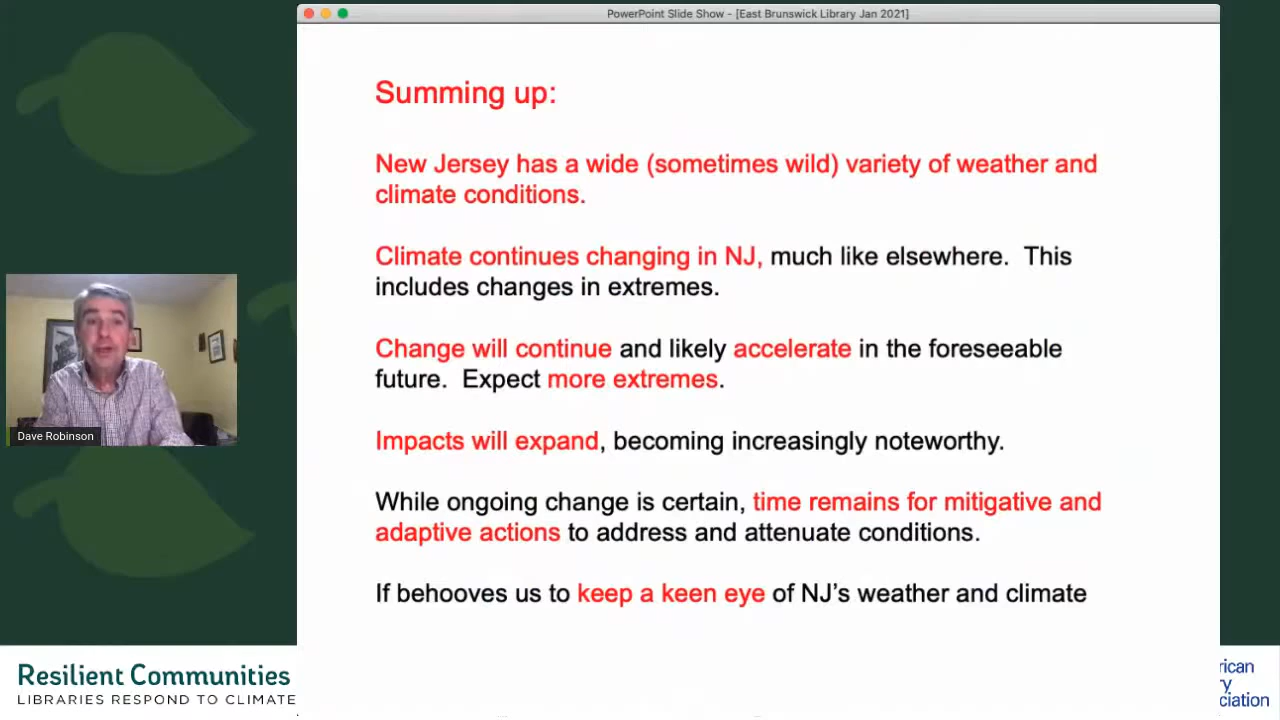 PowerPoint Slide Show - [East Brunswick Library Jan 2021]
Summing up:
New Jersey has a wide (sometimes wild) variety of weather and
climate conditions.
Climate continues changing in NJ, much like elsewhere. This
includes changes in extremes.
Change will continue and likely accelerate in the foreseeable
future. Expect more extremes.
Impacts will expand, becoming increasingly noteworthy.
While ongoing change is certain, time remains for mitigative and
adaptive actions to address and attenuate conditions.
If behooves us to keep a keen eye of NJ's weather and climate
Dave Robinson
Resilient Communities
LIBRARIES RESPOND TO CLIMATE
rican
ry
ciation